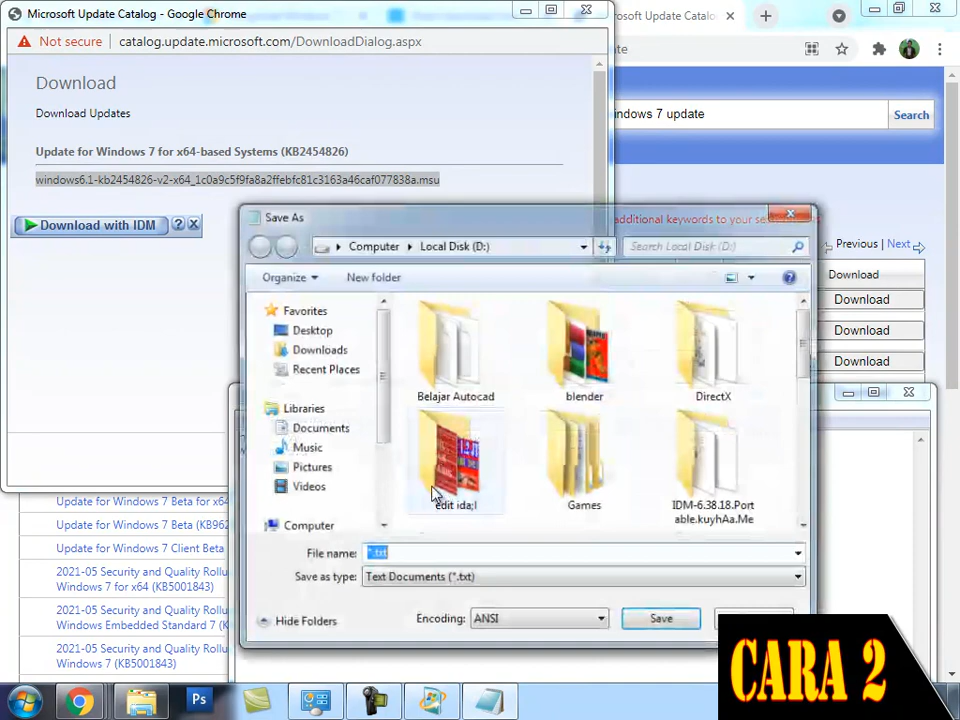 Microsoft Update Catalog - Google Chrome
Not secure | catalog.update.microsoft.com/DownloadDialog.aspx
Download
Download Updates
Update for Windows 7 for x64-based Systems (KB2454826)
windows6.1-kb2454826-v2-x64_1c0a9c5f9fa8a2ffebfc81c3163a46caf077838a.msu
Download with IDM
?
rosoft Update Catalo
te
ndows 7 update
Search
additional keywords to your
Previous | Next
Download
Download
Download
Download
Save As
Computer
Local Disk (D:)
Search Local Disk (D:)
Organize
New folder
Favorites
Desktop
Downloads
Recent Places
Libraries
Documents
Music
Pictures
Videos
Computer
Belajar Autocad
blender
DirectX
edit ida;l
Games
IDM-6.38.18.Port
able.kuyhAa.Me
File name: *.txt
Save as type: Text Documents (*.txt)
Hide Folders
Encoding: ANSI
Save
Update for Windows 7 Beta for x64
Update for Windows 7 Beta (KB962
Update for Windows 7 Client Beta
2021-05 Security and Quality Rollu
Windows 7 for x64 (KB5001843)
2021-05 Security and Quality Rollu
Windows Embedded Standard 7 (K
2021-05 Security and Quality Rollu
Windows 7 (KB5001843)
Ps
CARA 2